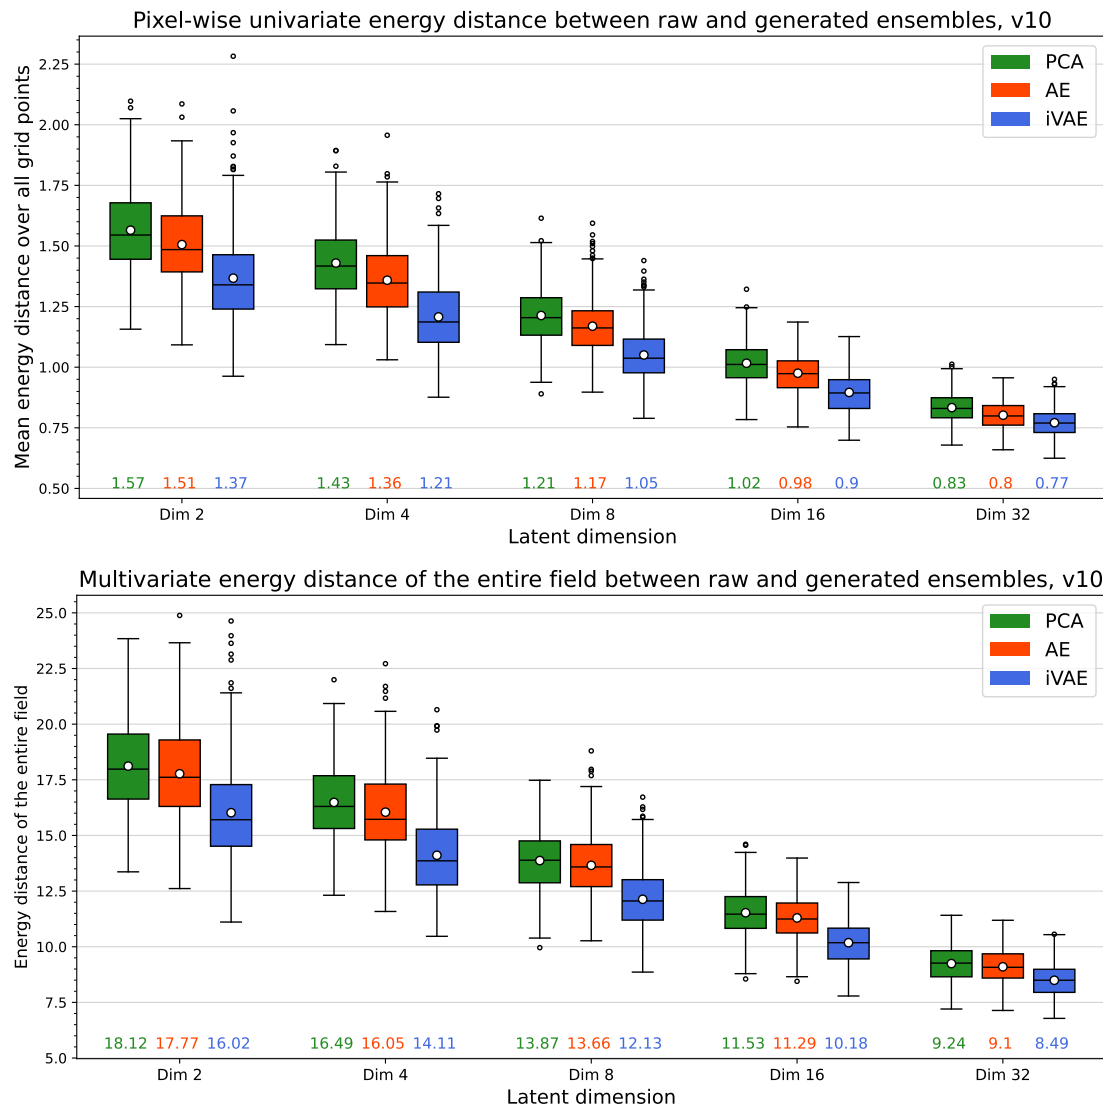 Pixel-wise univariate energy distance between raw and generated ensembles, v10
Mean energy distance over all grid points
2.25
2.00
1.75
1.50
1.25
1.00
0.75
0.50
PCA
AE
iVAE
1.57 1.51 1.37 1.43 1.36 1.21 1.21 1.17 1.05 1.02 0.98 0.9 0.83 0.8 0.77
Dim 2 Dim 4 Dim 8 Dim 16 Dim 32
Latent dimension
Multivariate energy distance of the entire field between raw and generated ensembles, v10
Energy distance of the entire field
25.0
22.5
20.0
17.5
15.0
12.5
10.0
7.5
5.0
PCA
AE
iVAE
18.12 17.77 16.02 16.49 16.05 14.11 13.87 13.66 12.13 11.53 11.29 10.18 9.24 9.1 8.49
Dim 2 Dim 4 Dim 8 Dim 16 Dim 32
Latent dimension